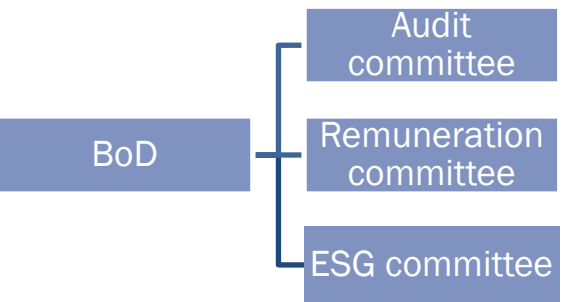 Audit
committee
BoD
Remuneration
committee
ESG committee